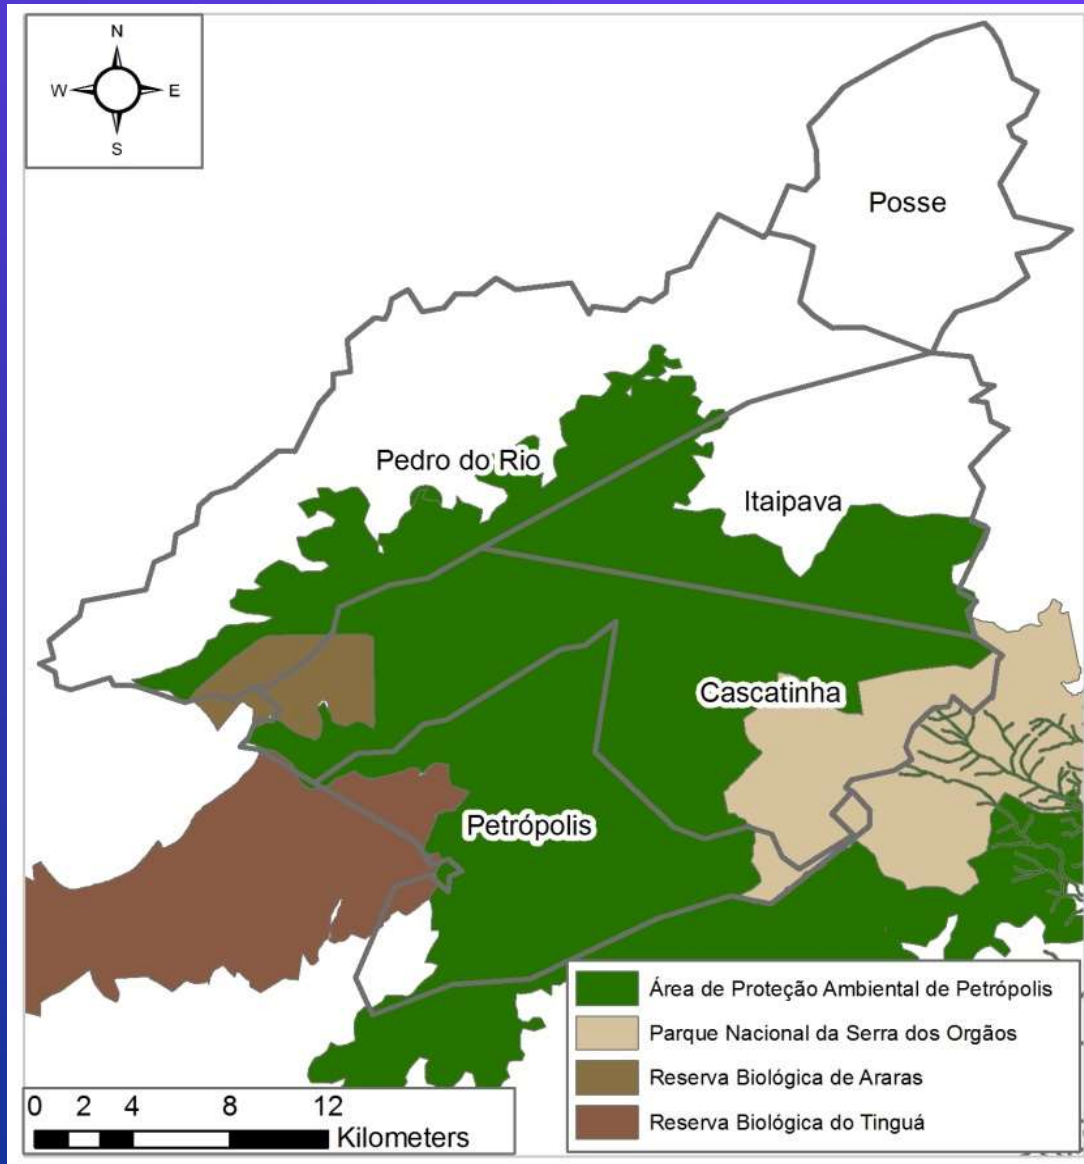 N
W E
S
Posse
Pedro do Rio
Itaipava
Cascatinha
Petrópolis
Área de Proteção Ambiental de Petrópolis
Parque Nacional da Serra dos Orgãos
Reserva Biológica de Araras
Reserva Biológica do Tinguá
0 2 4 8 12
Kilometers